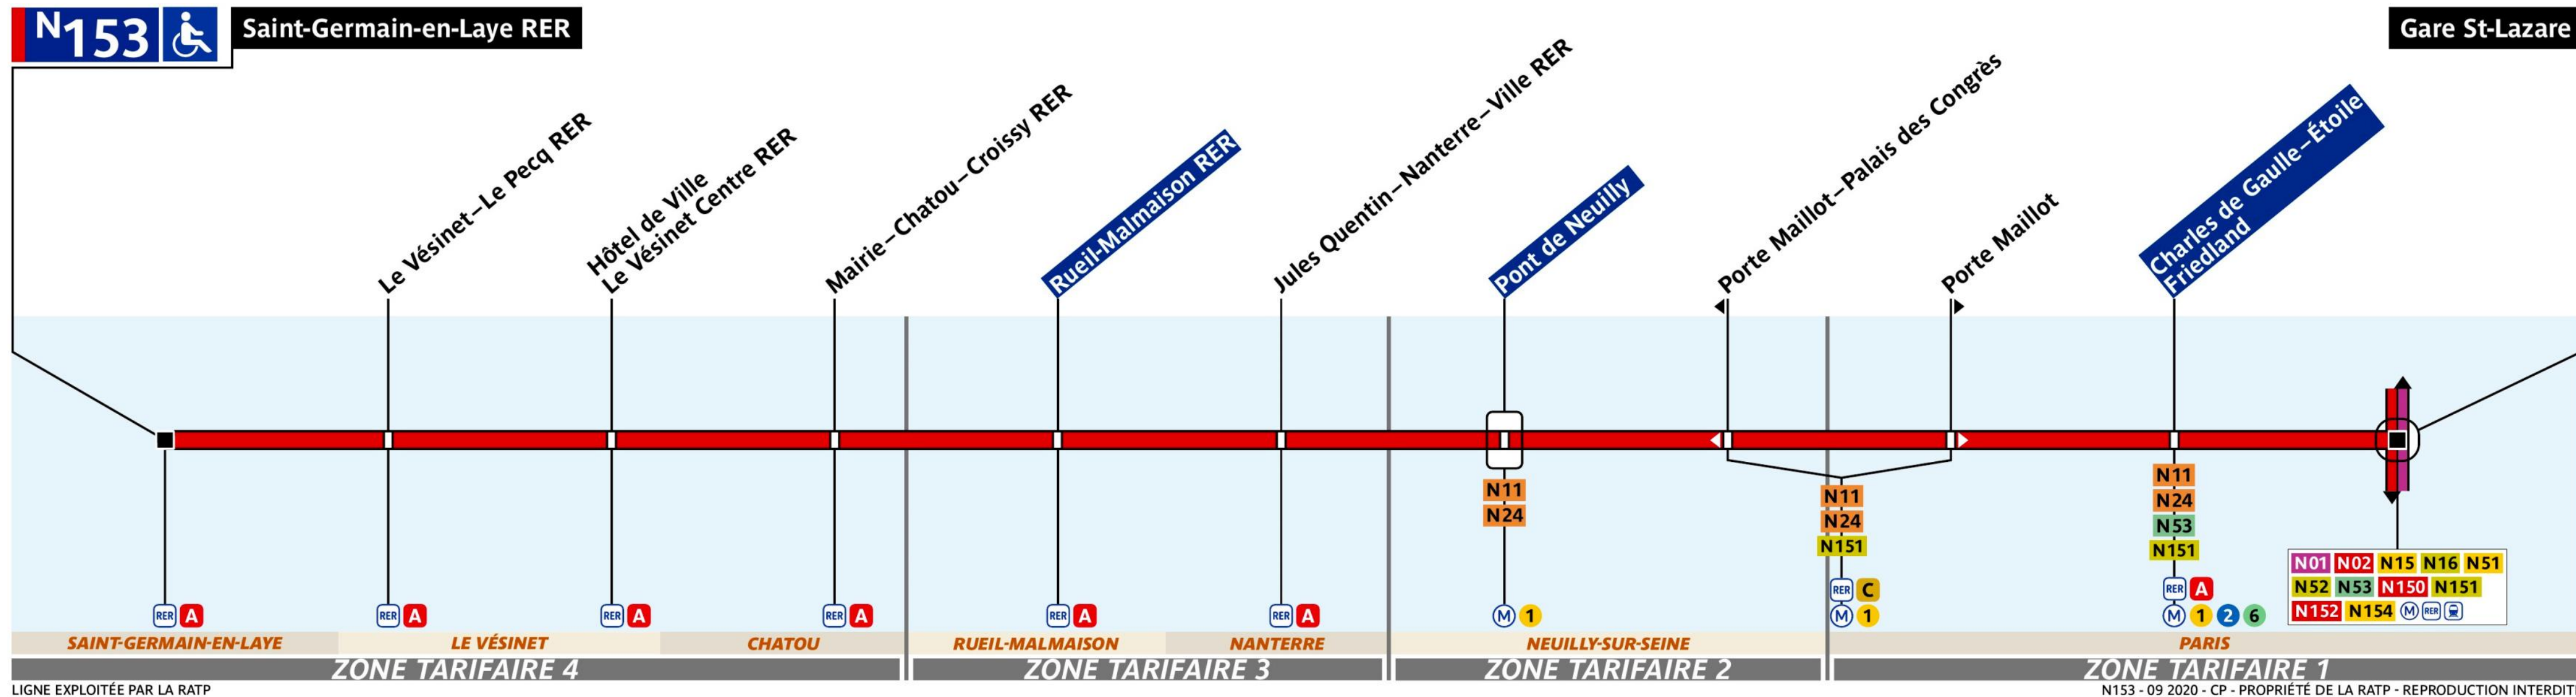 N153
Saint-Germain-en-Laye RER
Gare St-Lazare
Le Vésinet–Le Pecq RER
Hôtel de Ville
Le Vésinet Centre RER
Mairie–Chatou–Croissy RER
Rueil-Malmaison RER
Jules Quentin–Nanterre–Ville RER
Pont de Neuilly
Porte Maillot–Palais des Congrès
Porte Maillot
Charles de Gaulle–Étoile
Friedland
N11
N24
N11
N24
N151
N11
N24
N53
N151
N01 N02 N15 N16 N51
N52 N53 N150 N151
N152 N154 M RER
RER A
RER A
RER A
RER A
RER A
RER A
M 1
RER C
M 1
RER A
M 1 2 6
SAINT-GERMAIN-EN-LAYE
LE VÉSINET
CHATOU
RUEIL-MALMAISON
NANTERRE
NEUILLY-SUR-SEINE
PARIS
ZONE TARIFAIRE 4
ZONE TARIFAIRE 3
ZONE TARIFAIRE 2
ZONE TARIFAIRE 1
LIGNE EXPLOITÉE PAR LA RATP
N153 - 09 2020 - CP - PROPRIÉTÉ DE LA RATP - REPRODUCTION INTERDIT